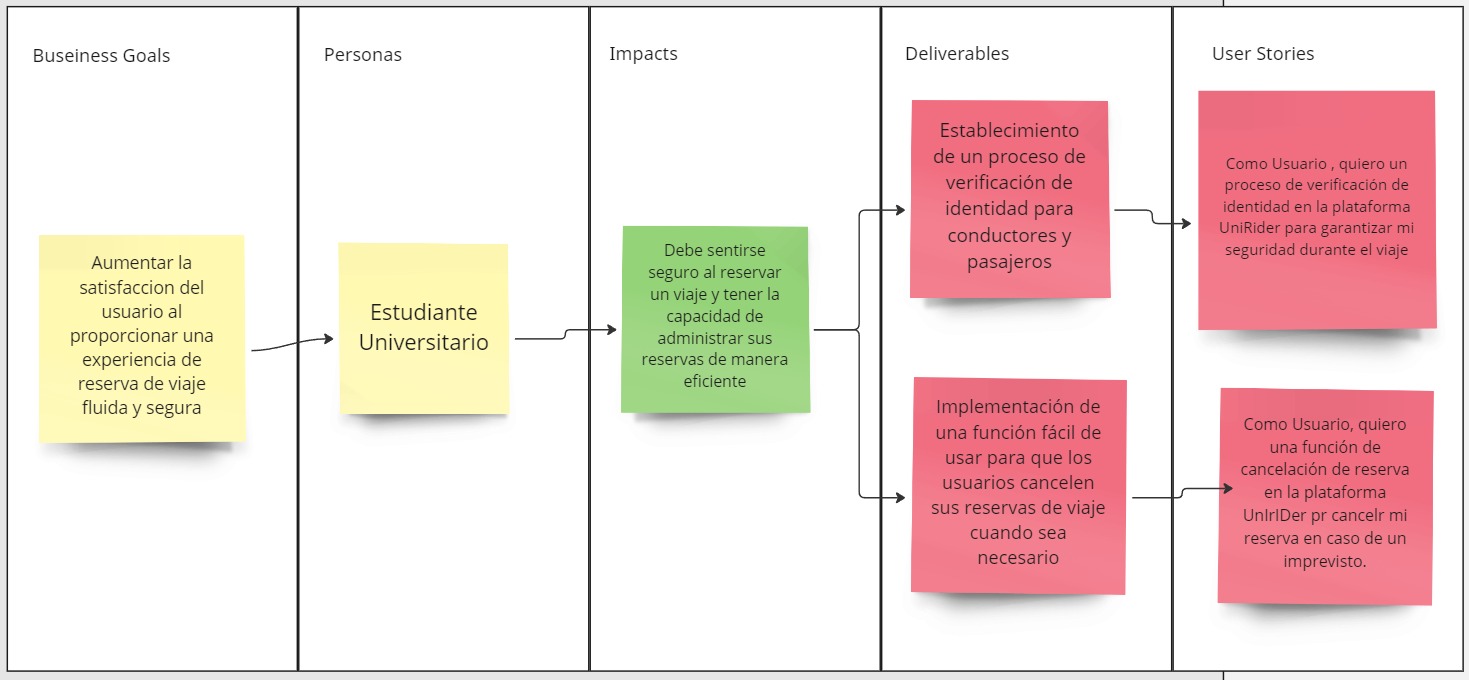 Buseiness Goals
Personas
Impacts
Deliverables
User Stories
Aumentar la
satisfaccion del
usuario al
proporcionar una
experiencia de
reserva de viaje
fluida y segura
Estudiante
Universitario
Debe sentirse
seguro al reservar
un viaje y tener la
capacidad de
administrar sus
reservas de manera
eficiente
Establecimiento
de un proceso de
verificación de
identidad para
conductores y
pasajeros
Como Usuario , quiero un
proceso de verificación de
identidad en la plataforma
UniRider para garantizar mi
seguridad durante el viaje
Implementación de
una función fácil de
usar para que los
usuarios cancelen
sus reservas de viaje
cuando sea
necesario
Como Usuario, quiero
una función de
cancelación de reserva
en la plataforma
UnIrIDer pr cancelr mi
reserva en caso de un
imprevisto.